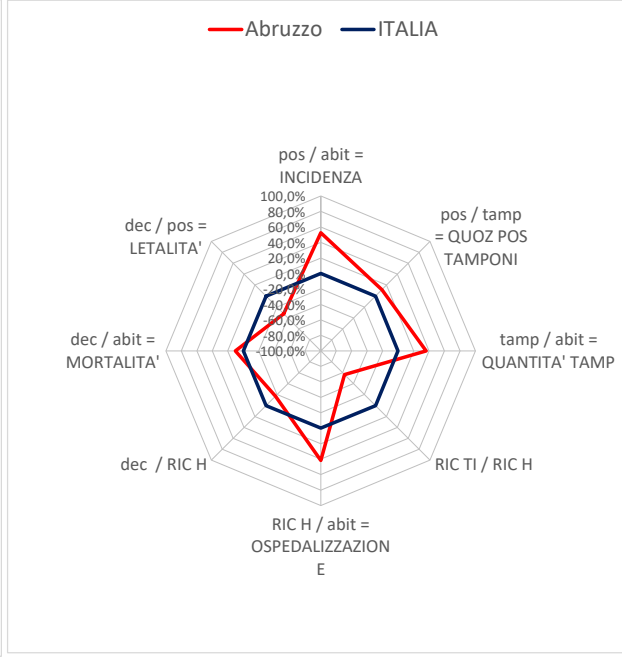 Abruzzo ITALIA
pos / abit =
INCIDENZA
dec / pos =
LETALITA'
pos / tamp
= QUOZ POS
TAMPONI
100,0%
80,0%
60,0%
40,0%
20,0%
0,0%
-20,0%
-40,0%
-60,0%
-80,0%
-100,0%
dec / abit =
MORTALITA'
tamp / abit =
QUANTITA' TAMP
dec / RIC H
RIC TI / RIC H
RIC H / abit =
OSPEDALIZZAZION
E